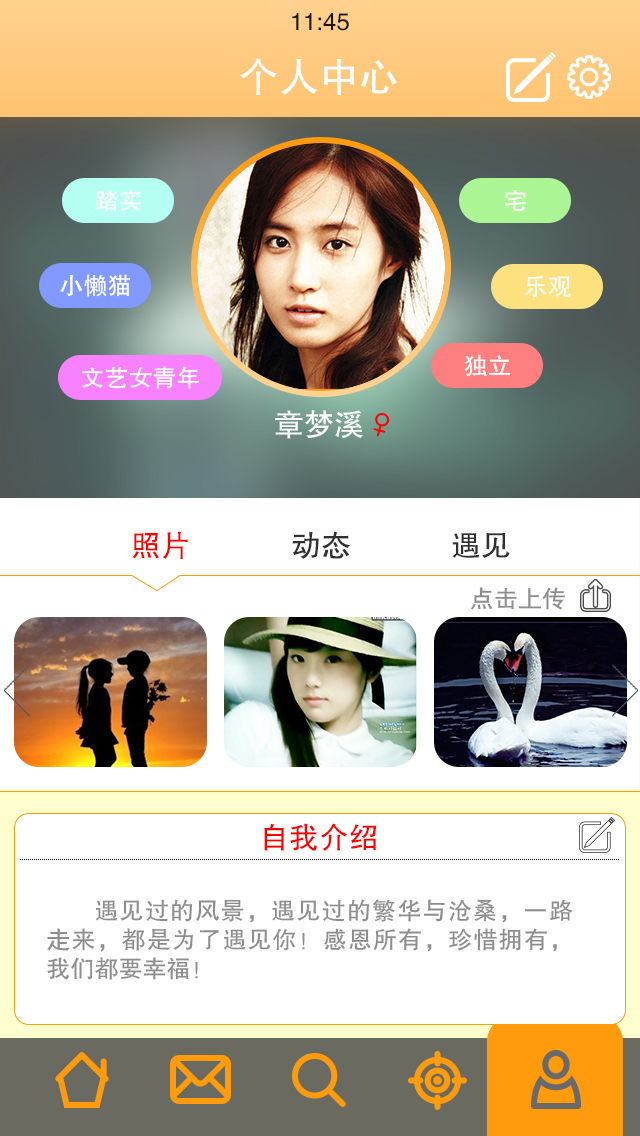 11:45
个人中心
踏实
宅
小懒猫
乐观
文艺女青年
独立
章梦溪
照片 动态 遇见
点击上传
自我介绍
遇见过的风景，遇见过的繁华与沧桑，一路
走来，都是为了遇见你！感恩所有，珍惜拥有，
我们都要幸福！